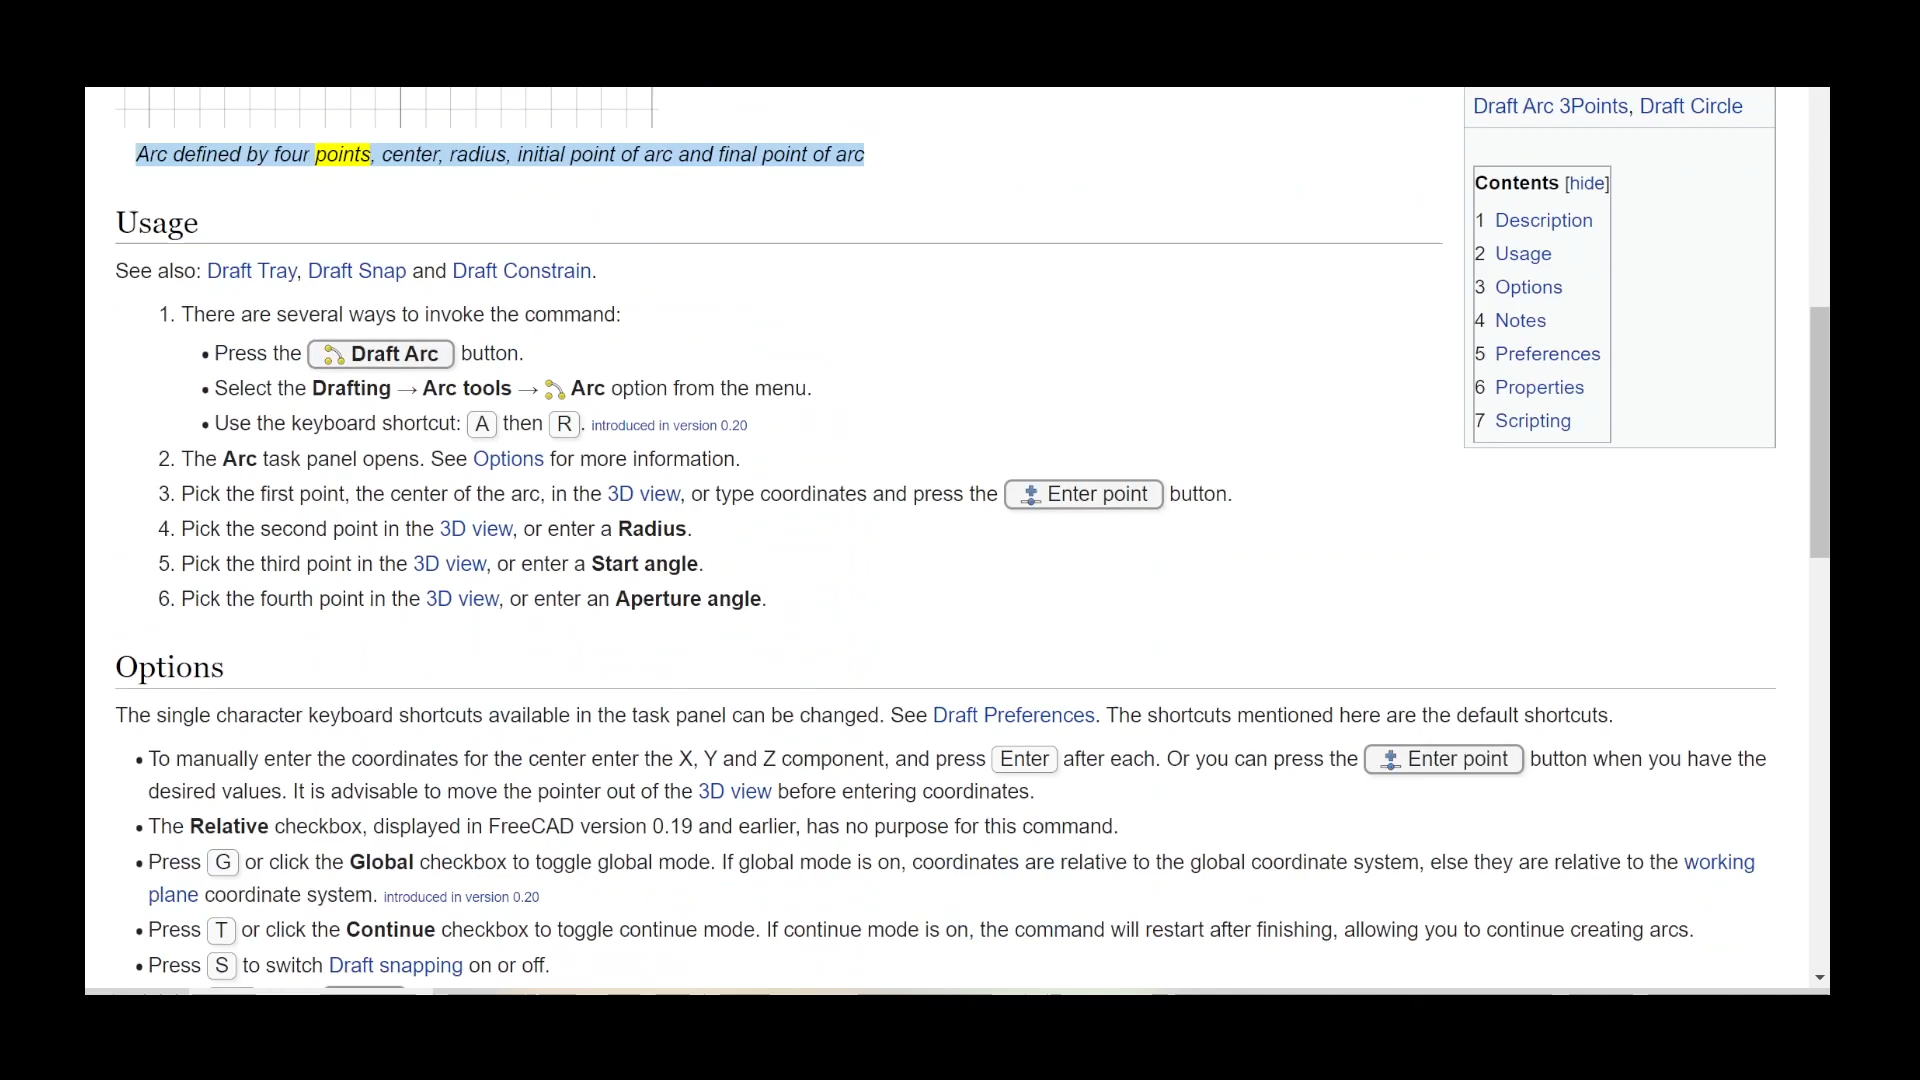 Draft Arc 3Points, Draft Circle
Arc defined by four points, center, radius, initial point of arc and final point of arc
Contents [hide]
1 Description
2 Usage
3 Options
4 Notes
5 Preferences
6 Properties
7 Scripting
Usage
See also: Draft Tray, Draft Snap and Draft Constrain.
1. There are several ways to invoke the command:
• Press the Draft Arc button.
• Select the Drafting → Arc tools → Arc option from the menu.
• Use the keyboard shortcut: A then R. introduced in version 0.20
2. The Arc task panel opens. See Options for more information.
3. Pick the first point, the center of the arc, in the 3D view, or type coordinates and press the Enter point button.
4. Pick the second point in the 3D view, or enter a Radius.
5. Pick the third point in the 3D view, or enter a Start angle.
6. Pick the fourth point in the 3D view, or enter an Aperture angle.
Options
The single character keyboard shortcuts available in the task panel can be changed. See Draft Preferences. The shortcuts mentioned here are the default shortcuts.
• To manually enter the coordinates for the center enter the X, Y and Z component, and press Enter after each. Or you can press the Enter point button when you have the
desired values. It is advisable to move the pointer out of the 3D view before entering coordinates.
• The Relative checkbox, displayed in FreeCAD version 0.19 and earlier, has no purpose for this command.
• Press G or click the Global checkbox to toggle global mode. If global mode is on, coordinates are relative to the global coordinate system, else they are relative to the working
plane coordinate system. introduced in version 0.20
• Press T or click the Continue checkbox to toggle continue mode. If continue mode is on, the command will restart after finishing, allowing you to continue creating arcs.
• Press S to switch Draft snapping on or off.